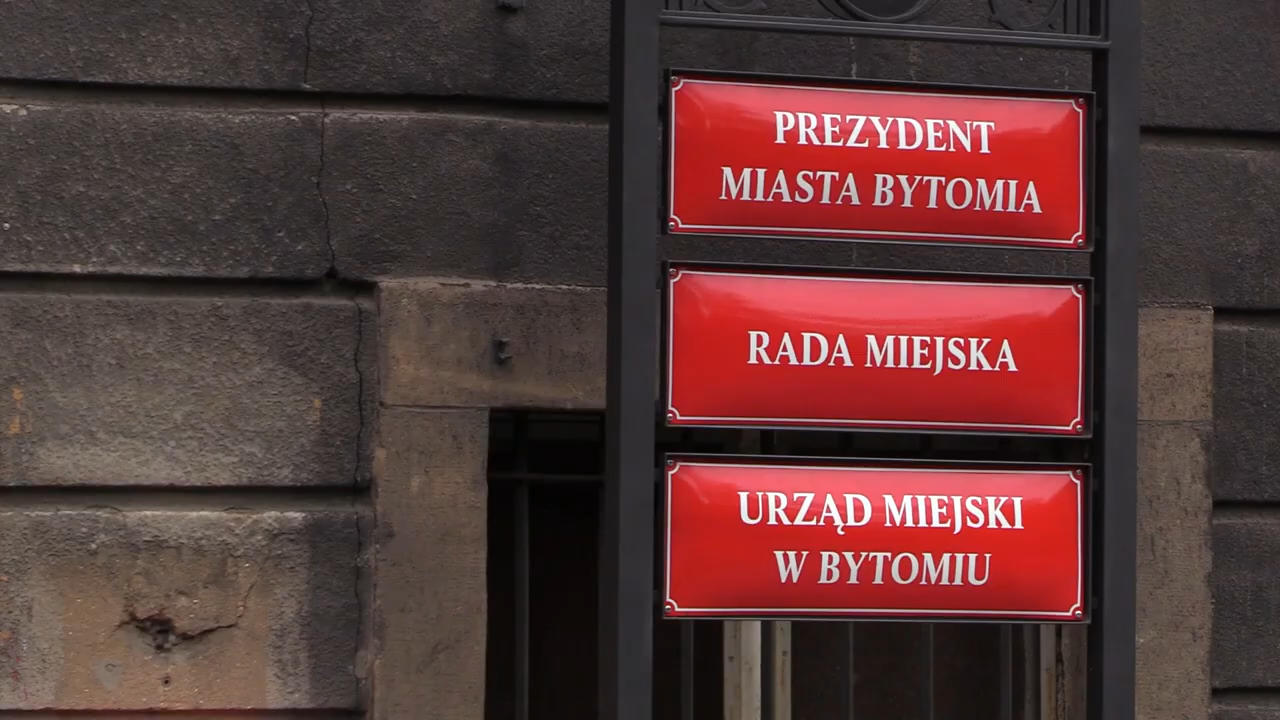 PREZYDENT
MIASTA BYTOMIA
RADA MIEJSKA
URZĄD MIEJSKI
W BYTOMIU